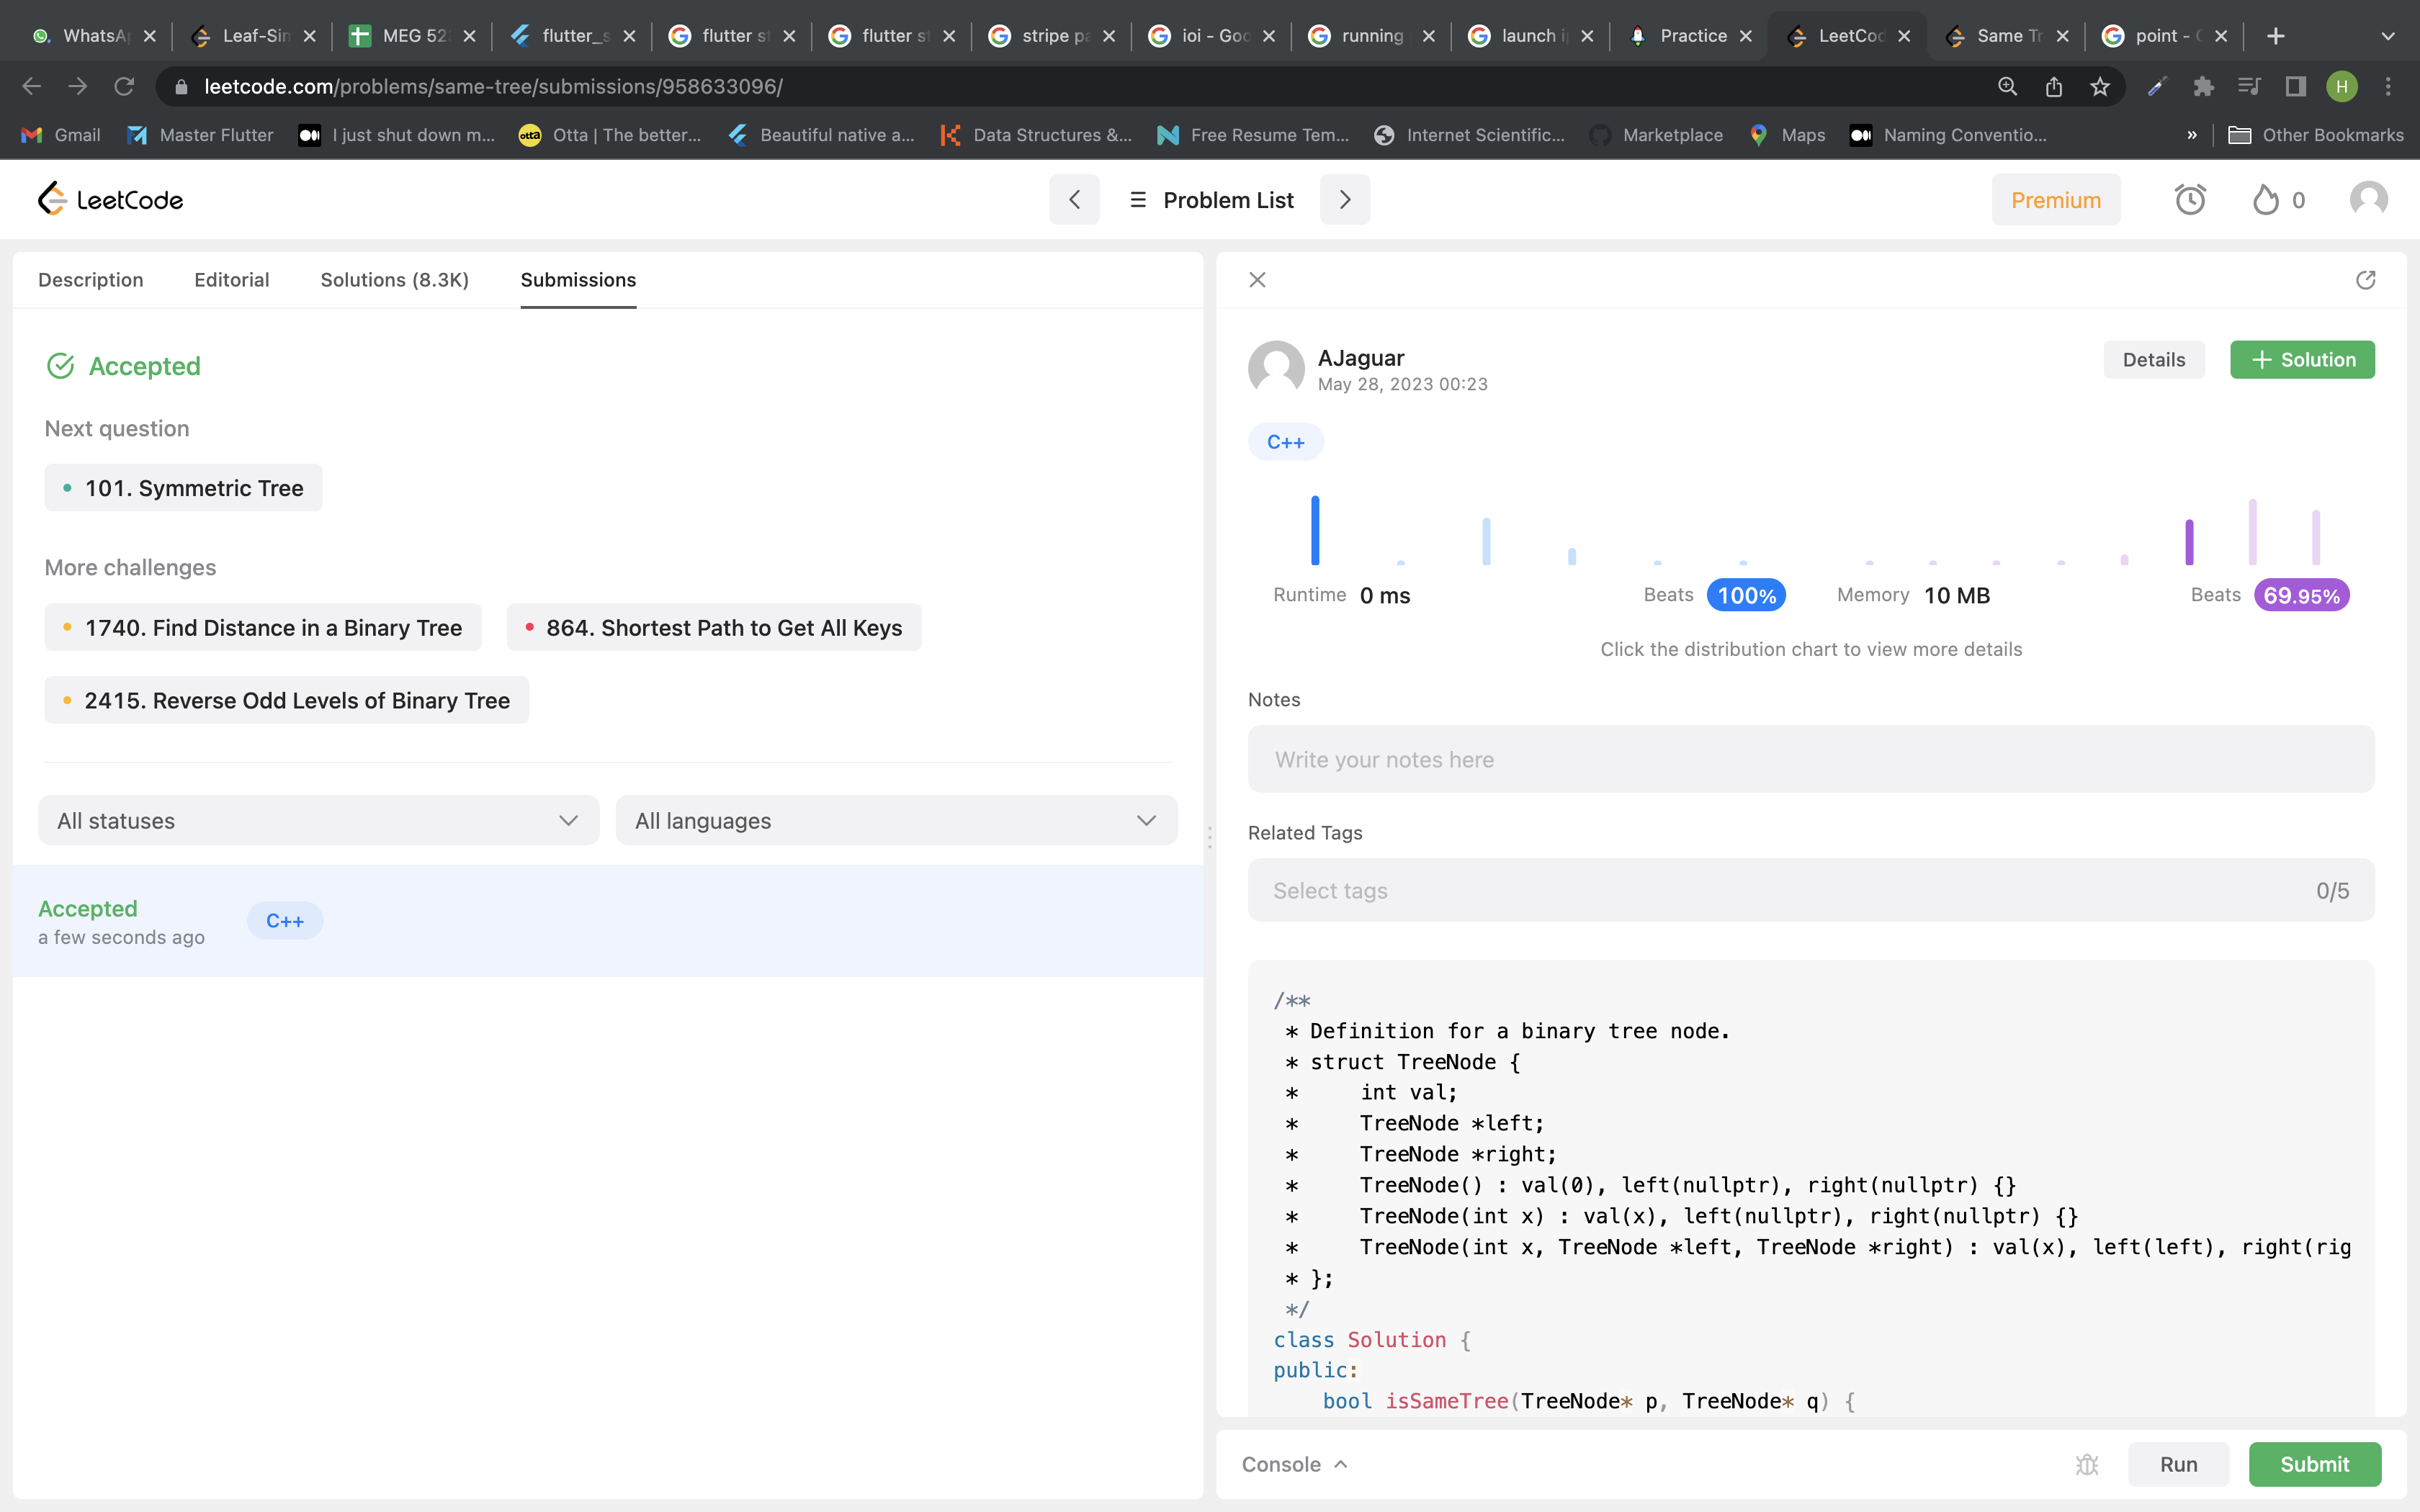 WhatsA
Leaf-Sin
MEG 52
flutter_s
flutter s
flutter s
stripe pa
ioi - Goo
running
launch i
Practice
LeetCod
Same Tr
point -
leetcode.com/problems/same-tree/submissions/958633096/
H
Gmail
Master Flutter
I just shut down m...
otta
Otta | The better...
Beautiful native a...
Data Structures &...
Free Resume Tem...
Internet Scientific...
Marketplace
Maps
Naming Conventio...
»
Other Bookmarks
LeetCode
Problem List
Premium
0
Description
Editorial
Solutions (8.3K)
Submissions
Accepted
Next question
101. Symmetric Tree
More challenges
1740. Find Distance in a Binary Tree
864. Shortest Path to Get All Keys
2415. Reverse Odd Levels of Binary Tree
All statuses
All languages
Accepted
a few seconds ago
C++
AJaguar
May 28, 2023 00:23
Details
+ Solution
C++
Runtime 0 ms
Beats 100%
Memory 10 MB
Beats 69.95%
Click the distribution chart to view more details
Notes
Write your notes here
Related Tags
Select tags
0/5
/**
* Definition for a binary tree node.
* struct TreeNode {
*     int val;
*     TreeNode *left;
*     TreeNode *right;
*     TreeNode() : val(0), left(nullptr), right(nullptr) {}
*     TreeNode(int x) : val(x), left(nullptr), right(nullptr) {}
*     TreeNode(int x, TreeNode *left, TreeNode *right) : val(x), left(left), right(rig
* };
*/
class Solution {
public:
    bool isSameTree(TreeNode* p, TreeNode* q) {
Console
Run
Submit